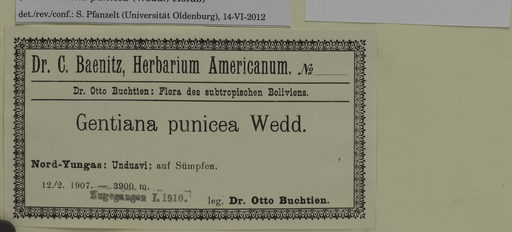 det./rev./conf.: S. Pfanzelt (Universität Oldenburg), 14-VI-2012
Dr. C. Baenitz, Herbarium Americanum. №
Dr. Otto Buchtien: Flora des subtropischen Boliviens.
Gentiana punicea Wedd.
Nord-Yungas: Unduavi; auf Sümpfen.
12./2. 1907. — 3900 m.
Zugegangen I. 1910.
leg. Dr. Otto Buchtien.